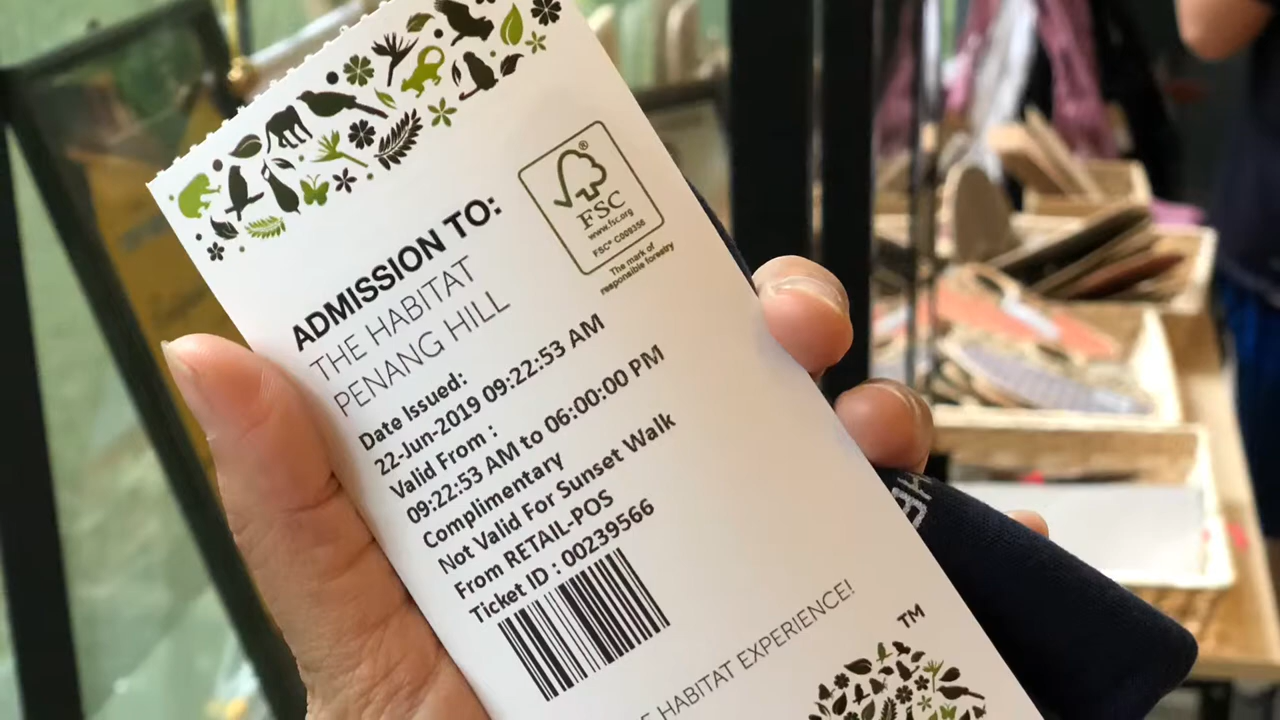 ADMISSION TO:
THE HABITAT
PENANG HILL
Date Issued:
22-Jun-2019 09:22:53 AM
Valid From :
09:22:53 AM to 06:00:00 PM
Complimentary
Not Valid For Sunset Walk
From RETAIL-POS
Ticket ID : 00239566
FSC
www.fsc.org
FSC® C009356
The mark of
responsible forestry
HABITAT EXPERIENCE!
TM